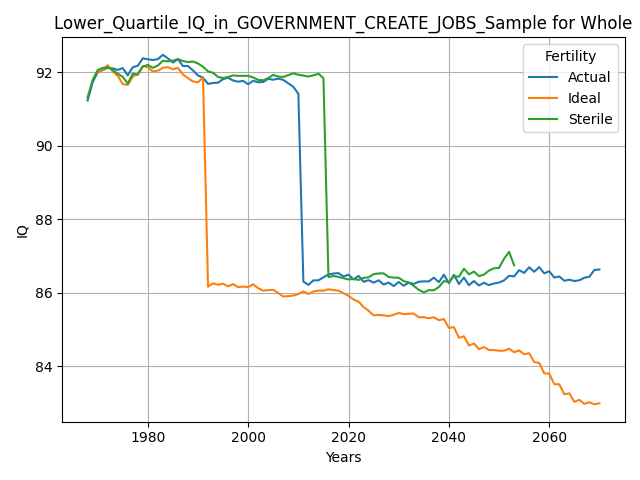 Lower_Quartile_IQ_in_GOVERNMENT_CREATE_JOBS_Sample for Whole
Fertility
Actual
Ideal
Sterile
92
90
88
86
84
IQ
1980
2000
2020
2040
2060
Years